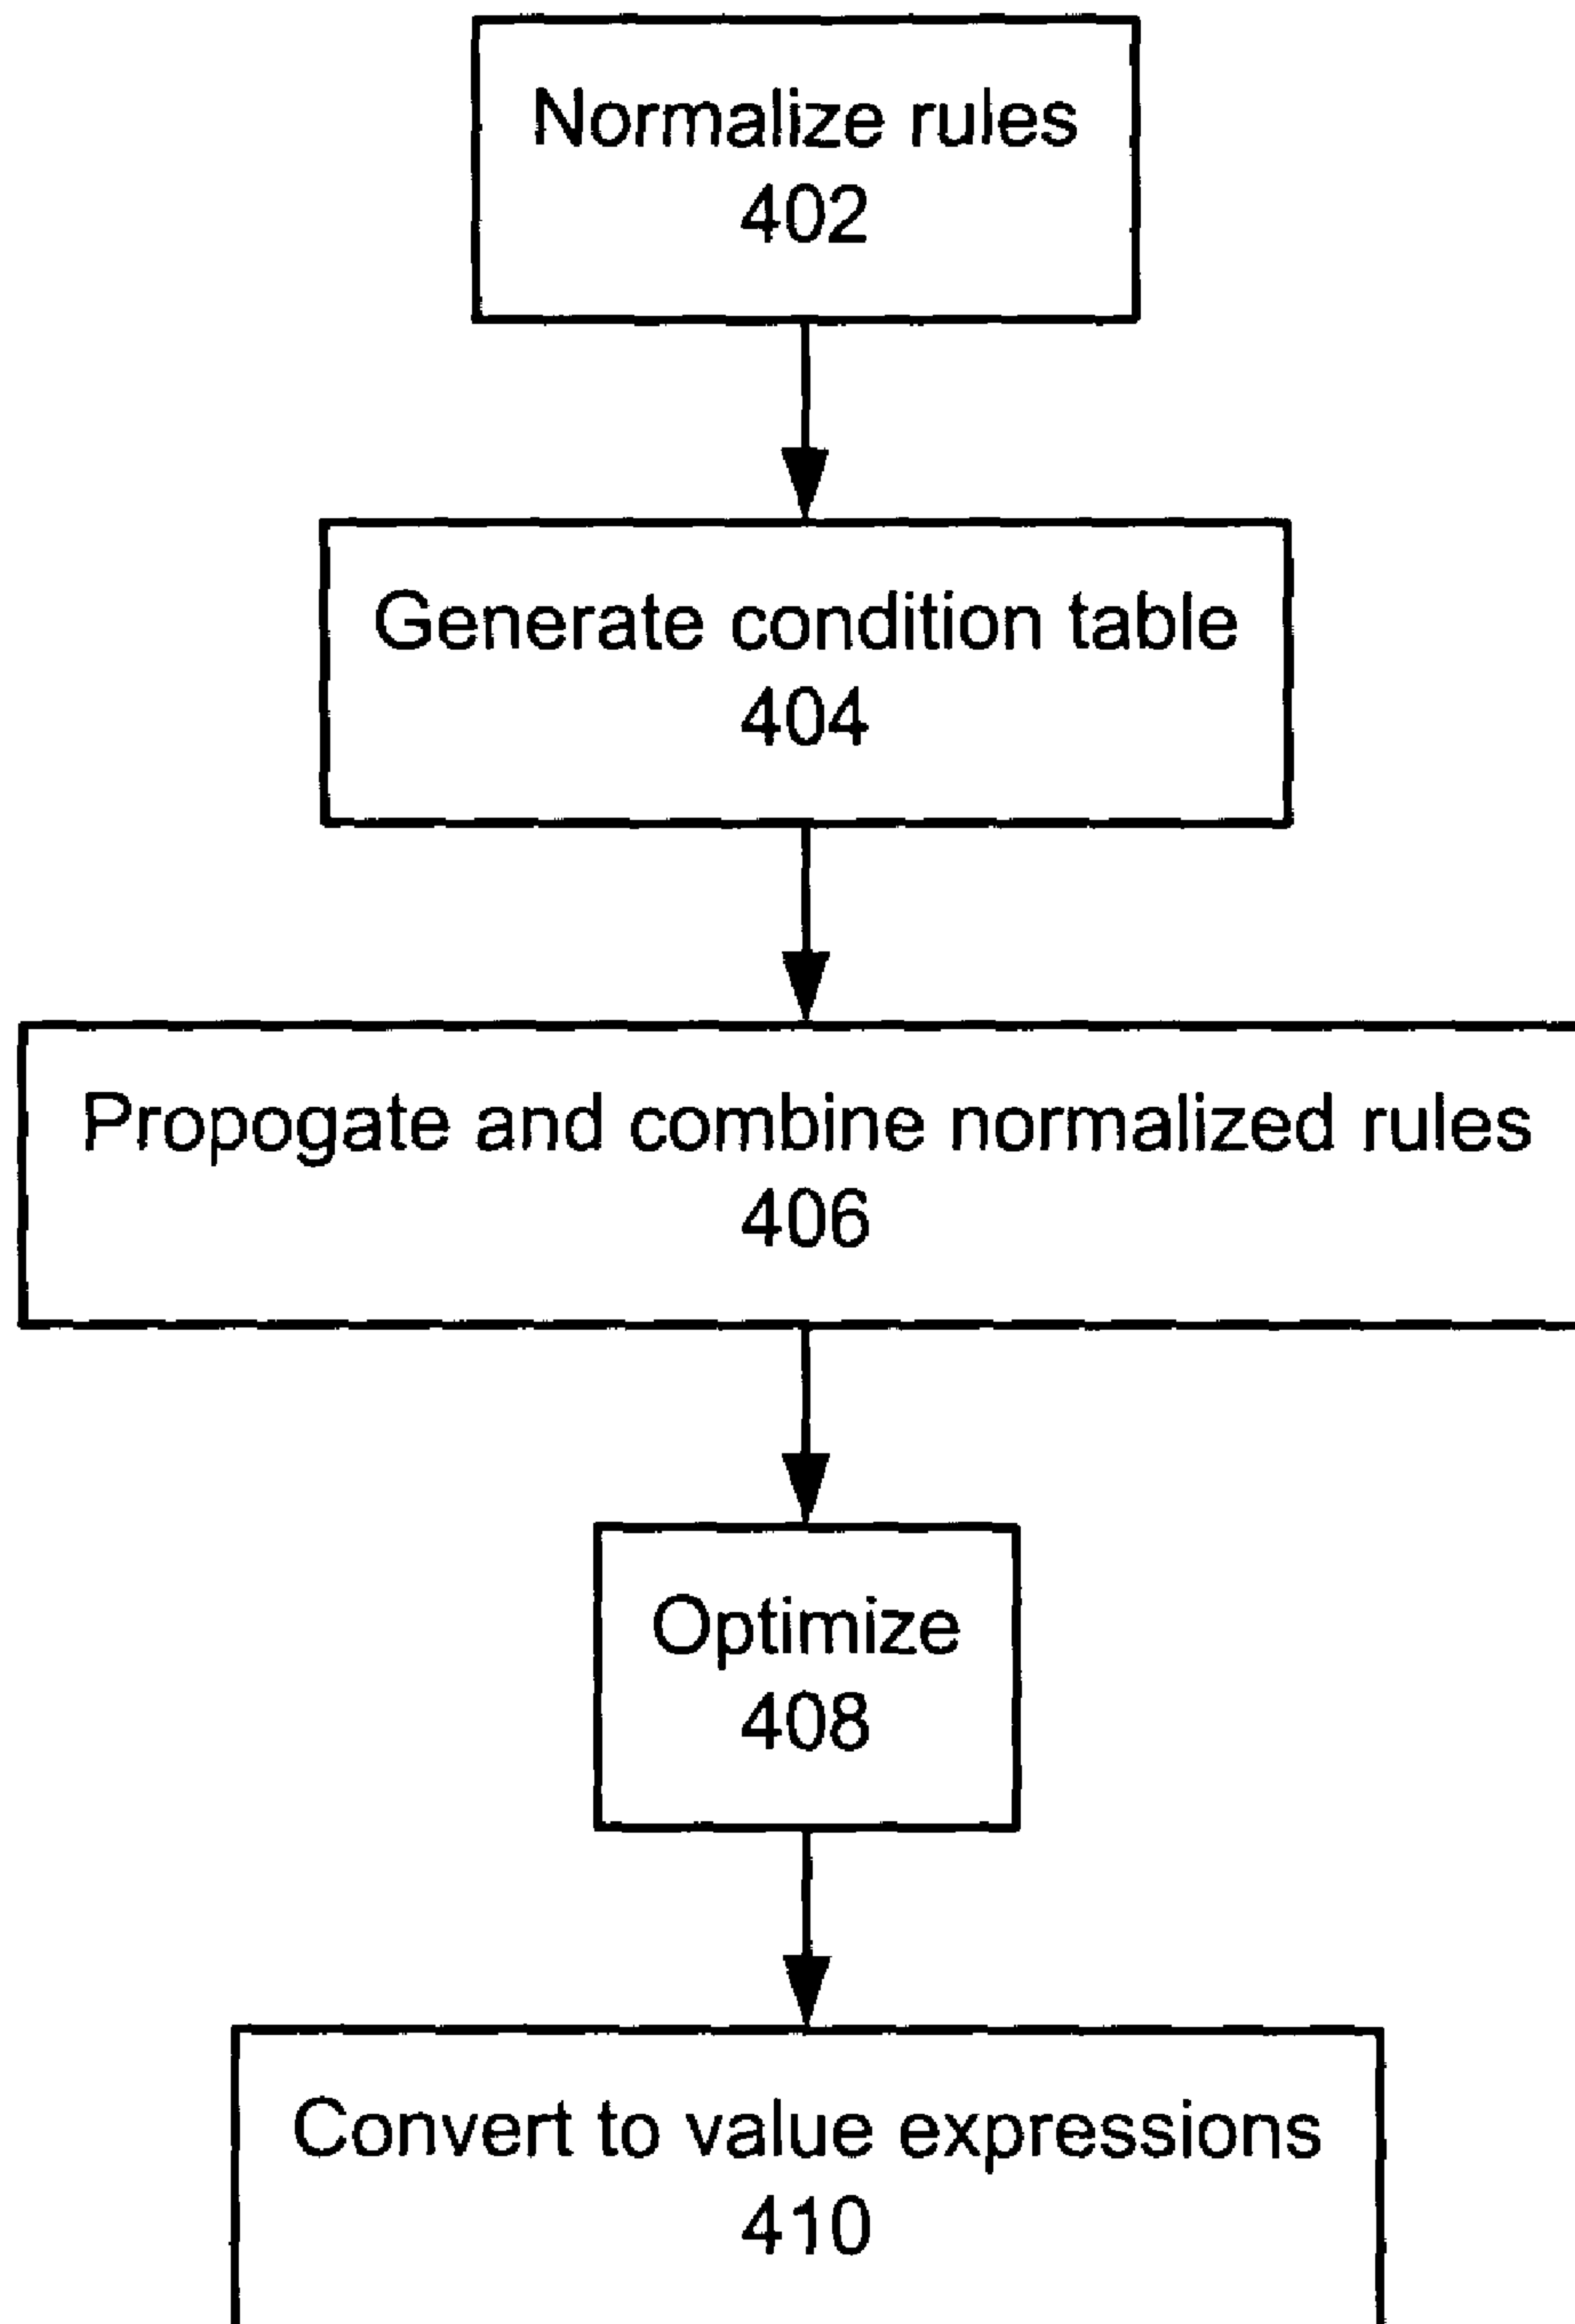 Normalize rules
402
Generate condition table
404
Propogate and combine normalized rules
406
Optimize
408
Convert to value expressions
410